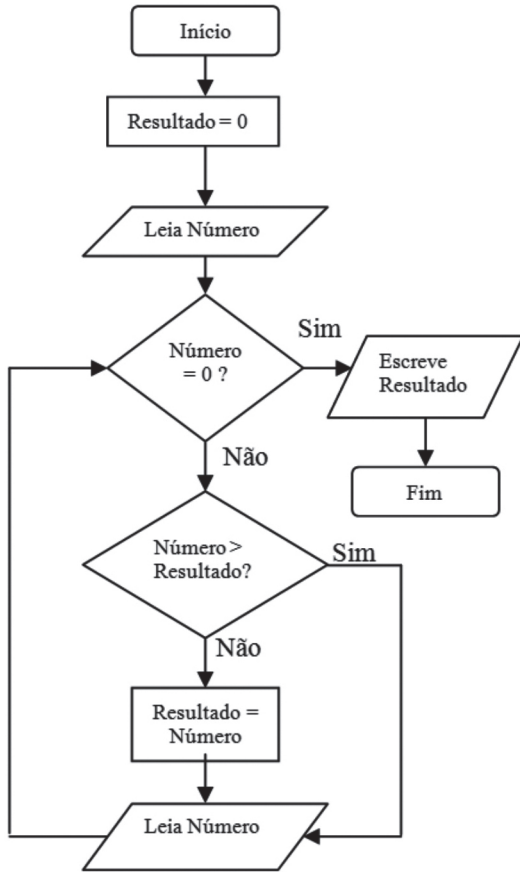 Início
Resultado = 0
Leia Número
Número
= 0 ?
Sim
Escreve
Resultado
Fim
Não
Número >
Resultado?
Sim
Não
Resultado =
Número
Leia Número